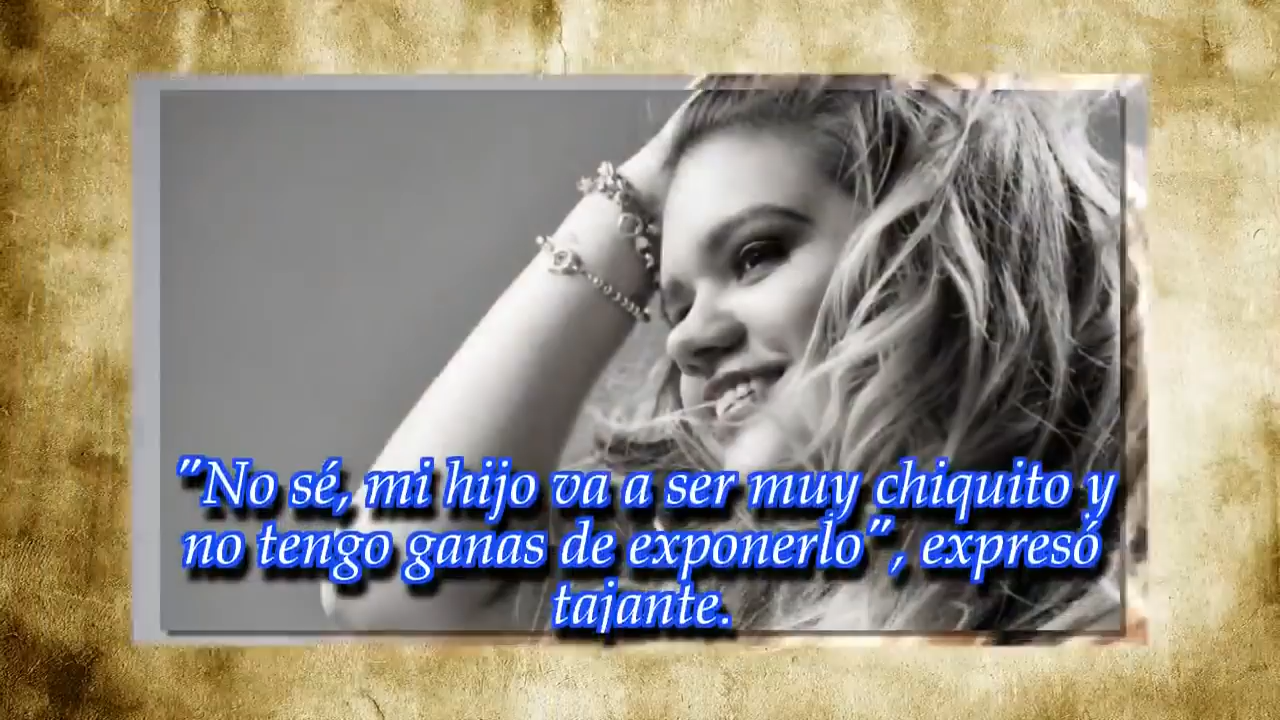 "No sé, mi hijo va a ser muy chiquito y
no tengo ganas de exponerlo", expresó
tajante.